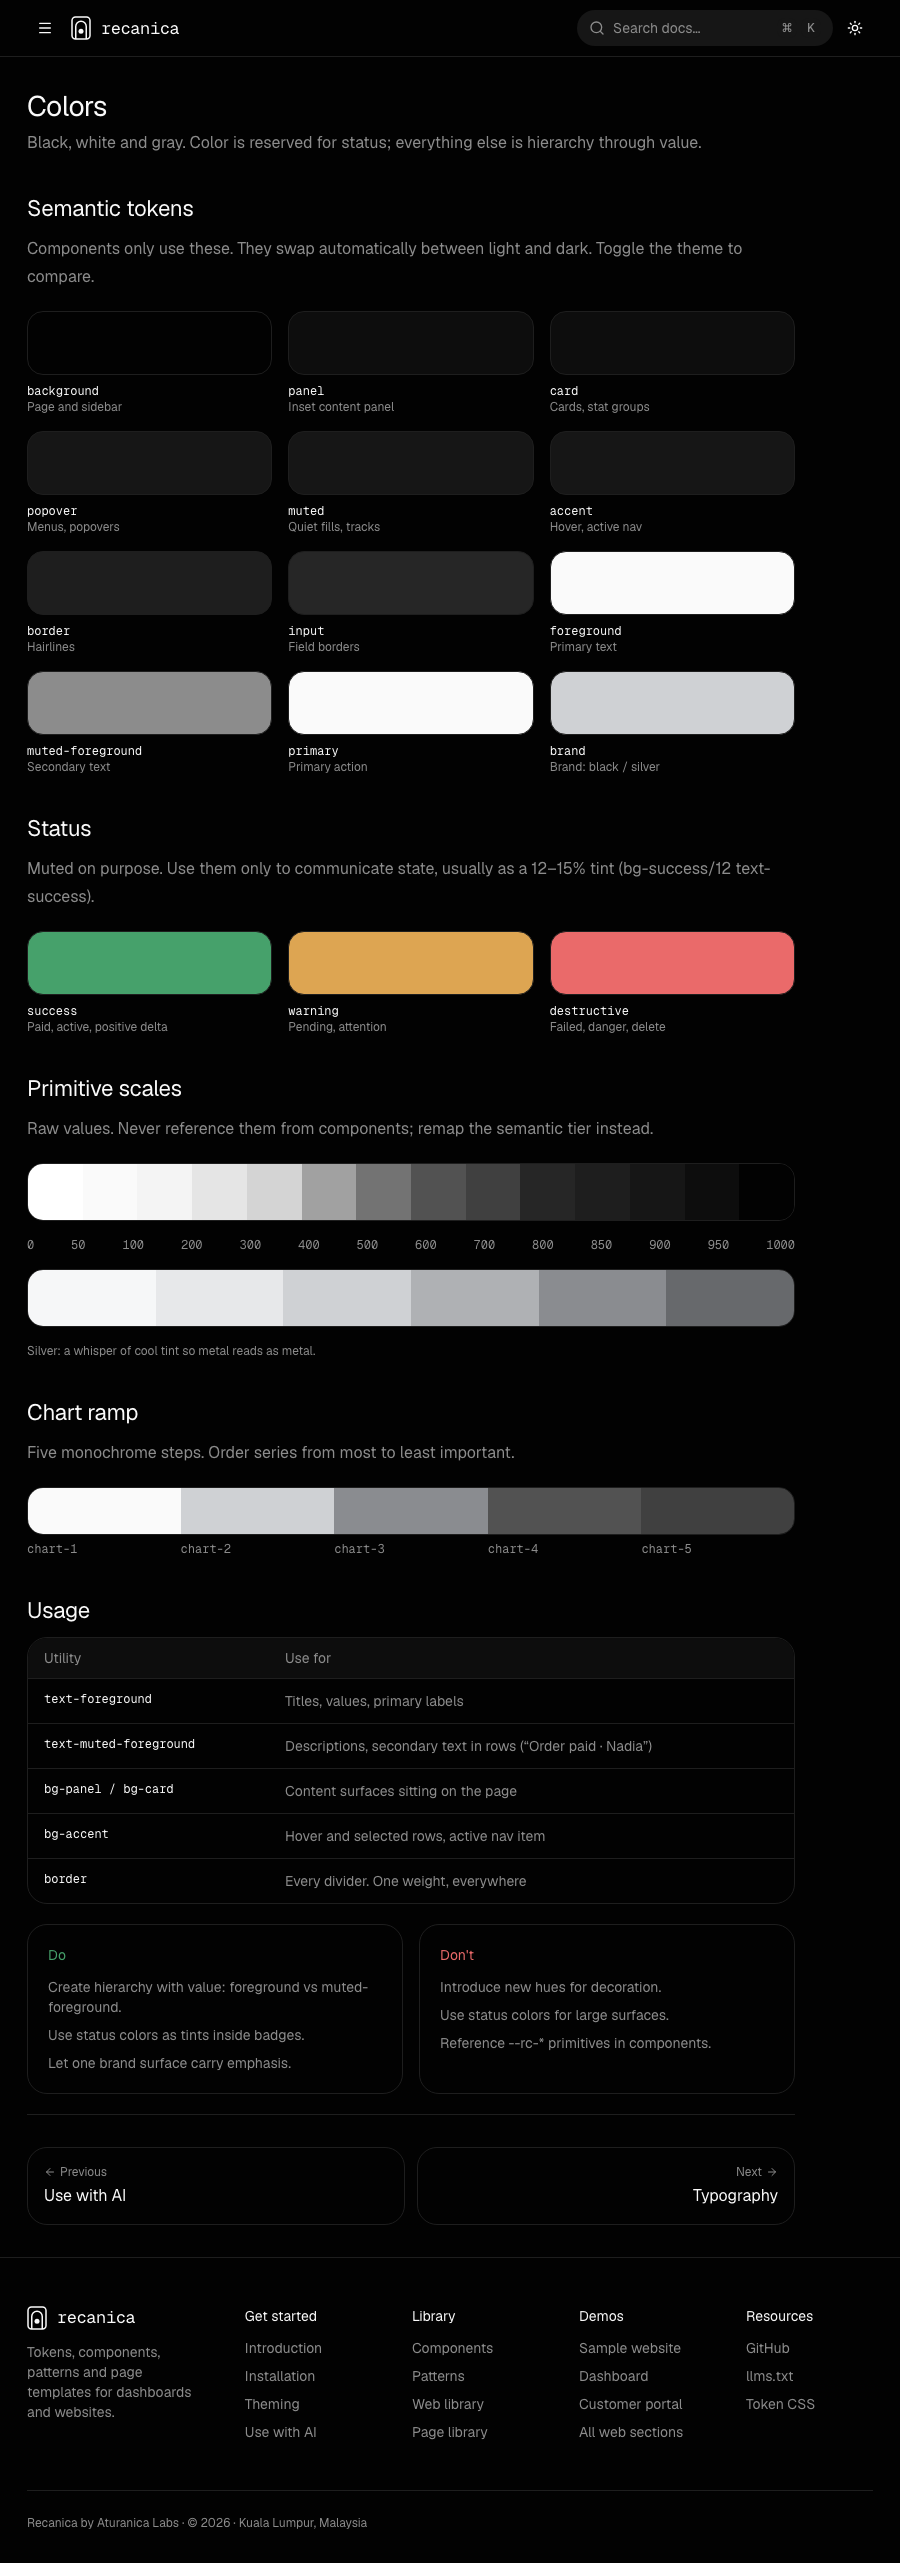 recanica
Search docs...
⌘ K
Colors
Black, white and gray. Color is reserved for status; everything else is hierarchy through value.
Semantic tokens
Components only use these. They swap automatically between light and dark. Toggle the theme to
compare.
background
Page and sidebar
panel
Inset content panel
card
Cards, stat groups
popover
Menus, popovers
muted
Quiet fills, tracks
accent
Hover, active nav
border
Hairlines
input
Field borders
foreground
Primary text
muted-foreground
Secondary text
primary
Primary action
brand
Brand: black / silver
Status
Muted on purpose. Use them only to communicate state, usually as a 12–15% tint (bg-success/12 text-
success).
success
Paid, active, positive delta
warning
Pending, attention
destructive
Failed, danger, delete
Primitive scales
Raw values. Never reference them from components; remap the semantic tier instead.
0 50 100 200 300 400 500 600 700 800 850 900 950 1000
Silver: a whisper of cool tint so metal reads as metal.
Chart ramp
Five monochrome steps. Order series from most to least important.
chart-1 chart-2 chart-3 chart-4 chart-5
Usage
Utility Use for
text-foreground Titles, values, primary labels
text-muted-foreground Descriptions, secondary text in rows (“Order paid · Nadia”)
bg-panel / bg-card Content surfaces sitting on the page
bg-accent Hover and selected rows, active nav item
border Every divider. One weight, everywhere
Do
Create hierarchy with value: foreground vs muted-
foreground.
Use status colors as tints inside badges.
Let one brand surface carry emphasis.
Don't
Introduce new hues for decoration.
Use status colors for large surfaces.
Reference --rc-* primitives in components.
← Previous
Use with AI
Next →
Typography
recanica
Tokens, components,
patterns and page
templates for dashboards
and websites.
Get started
Introduction
Installation
Theming
Use with AI
Library
Components
Patterns
Web library
Page library
Demos
Sample website
Dashboard
Customer portal
All web sections
Resources
GitHub
llms.txt
Token CSS
Recanica by Aturanica Labs · © 2026 · Kuala Lumpur, Malaysia